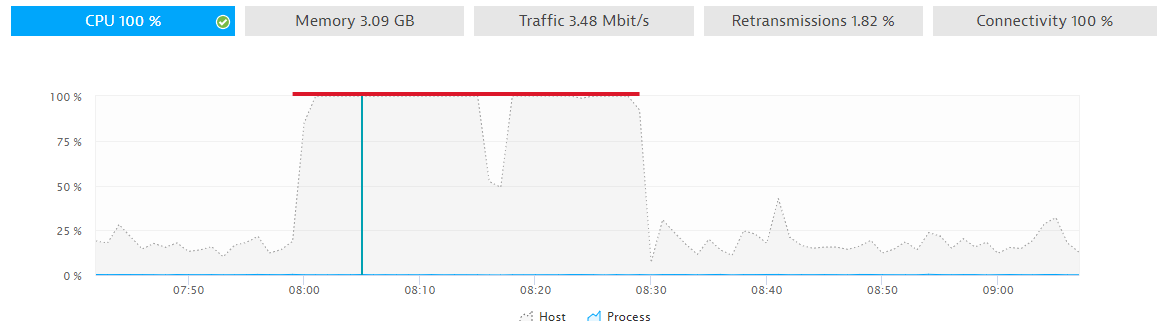 CPU 100 %
Memory 3.09 GB
Traffic 3.48 Mbit/s
Retransmissions 1.82 %
Connectivity 100 %
100 %
75 %
50 %
25 %
0 %
07:50 08:00 08:10 08:20 08:30 08:40 08:50 09:00
Host Process